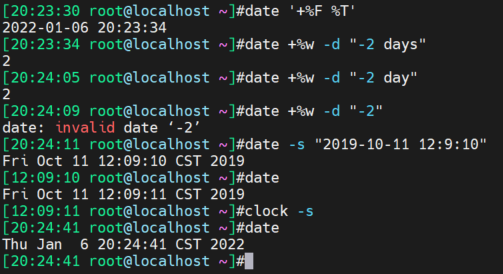 [20:23:30 root@localhost ~]#date '+%F %T'
2022-01-06 20:23:34
[20:23:34 root@localhost ~]#date +%w -d "-2 days"
2
[20:24:05 root@localhost ~]#date +%w -d "-2 day"
2
[20:24:09 root@localhost ~]#date +%w -d "-2"
date: invalid date ‘-2’
[20:24:11 root@localhost ~]#date -s "2019-10-11 12:9:10"
Fri Oct 11 12:09:10 CST 2019
[12:09:10 root@localhost ~]#date
Fri Oct 11 12:09:11 CST 2019
[12:09:11 root@localhost ~]#clock -s
[20:24:41 root@localhost ~]#date
Thu Jan  6 20:24:41 CST 2022
[20:24:41 root@localhost ~]#